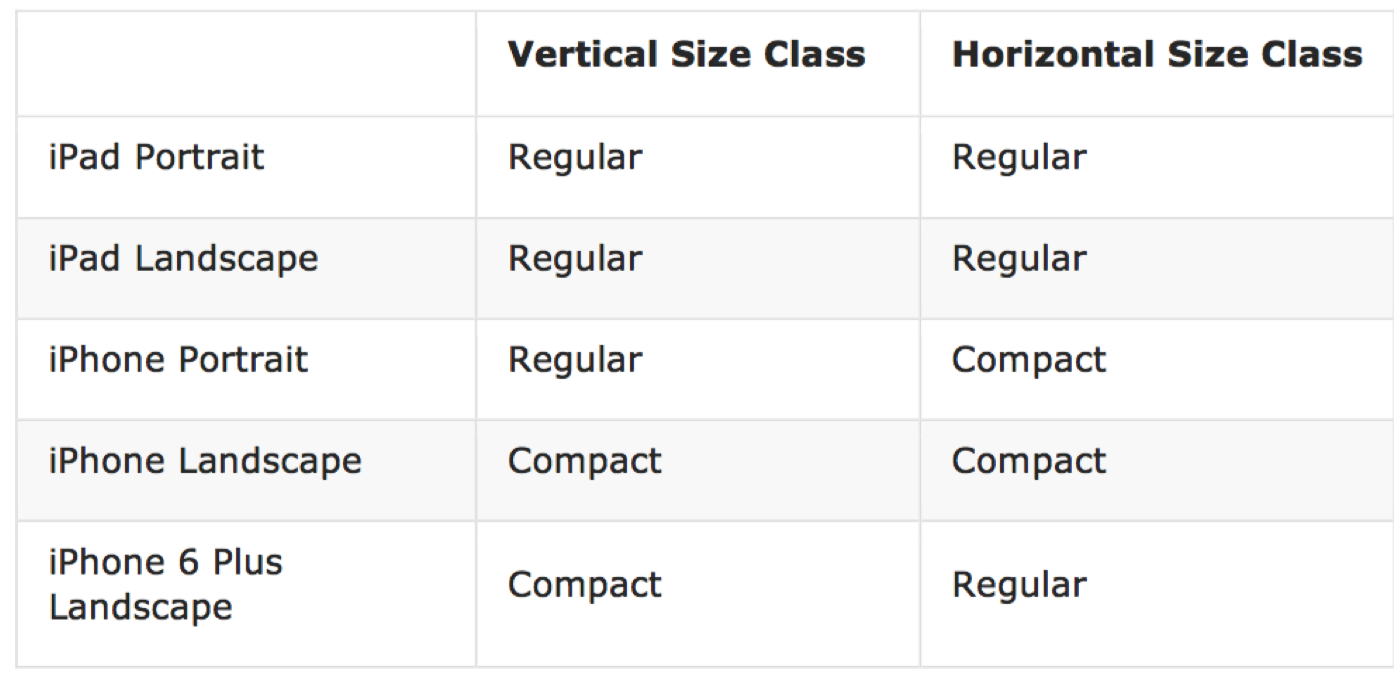 Vertical Size Class Horizontal Size Class
iPad Portrait Regular Regular
iPad Landscape Regular Regular
iPhone Portrait Regular Compact
iPhone Landscape Compact Compact
iPhone 6 Plus
Landscape Compact Regular